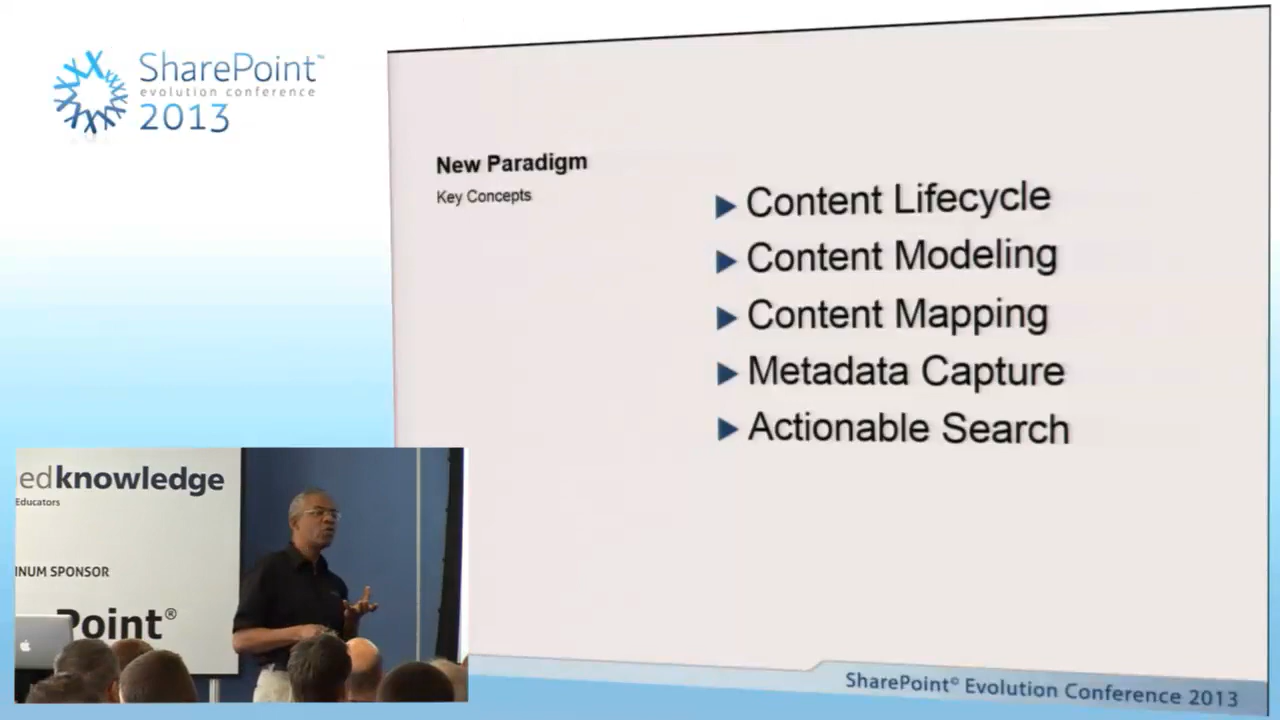 SharePoint™
evolution conference
2013
New Paradigm
Key Concepts
Content Lifecycle
Content Modeling
Content Mapping
Metadata Capture
Actionable Search
edknowledge
Educators
INUM SPONSOR
Point®
SharePoint® Evolution Conference 2013